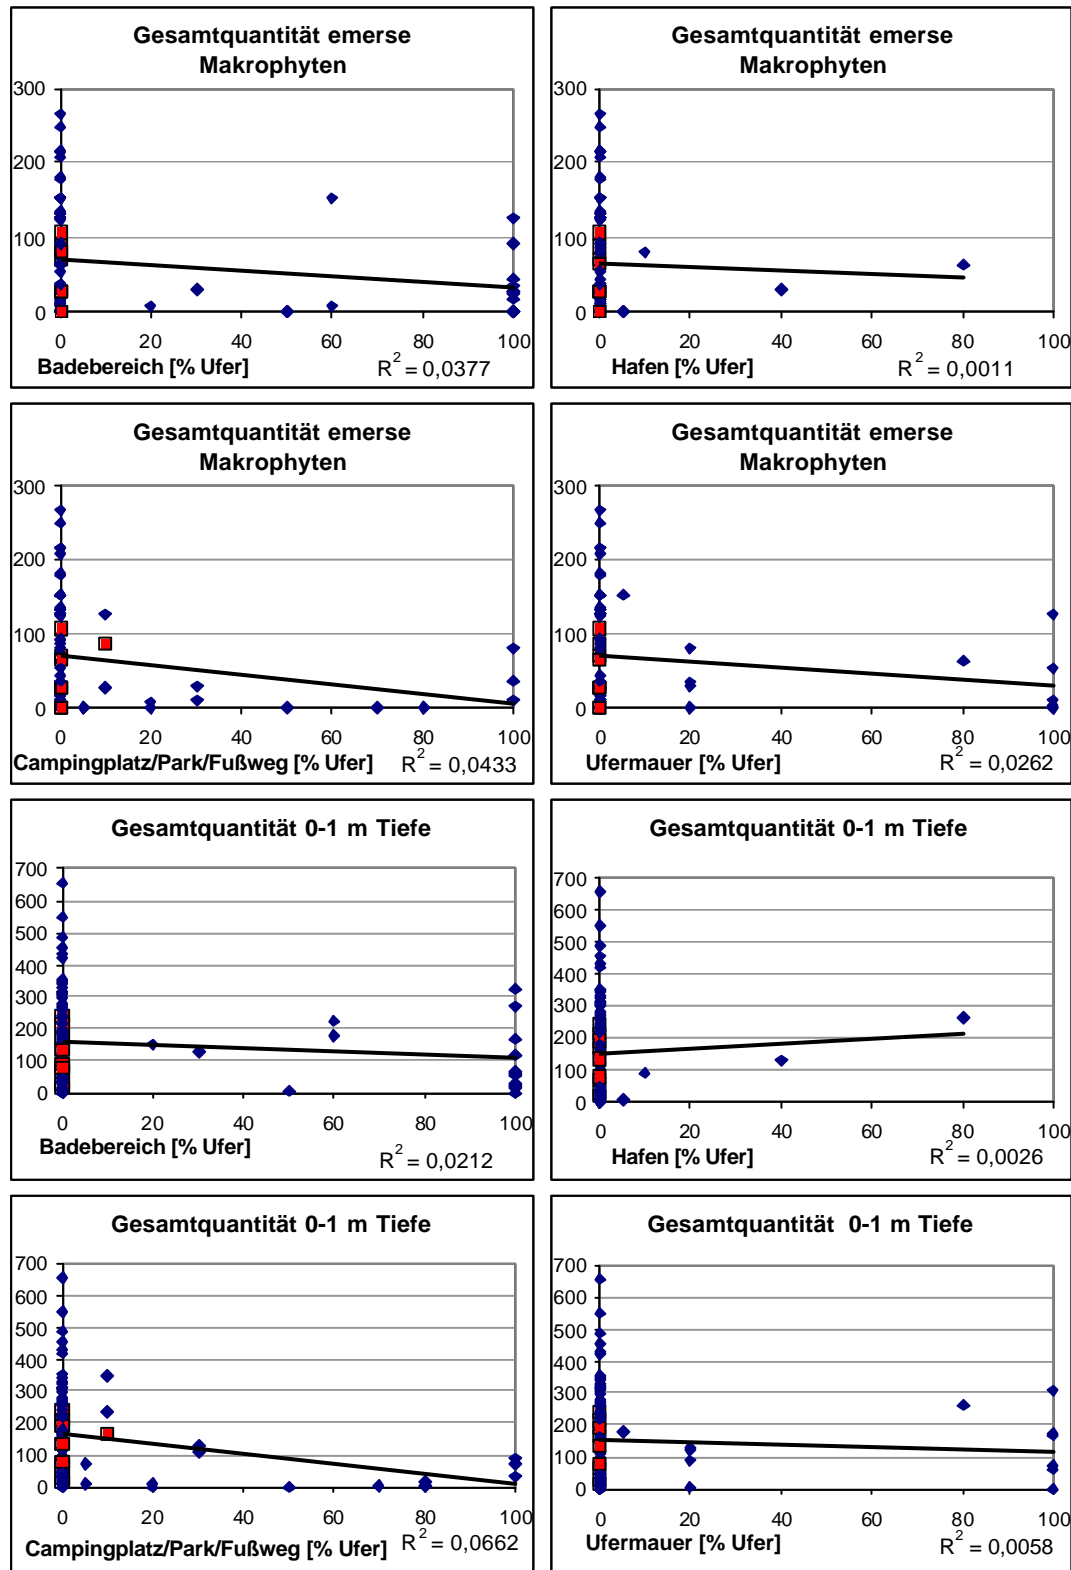 Gesamtquantität emerse
Makrophyten
300
200
100
0
0 20 40 60 80 100
Badebereich [% Ufer]
R² = 0,0377
Gesamtquantität emerse
Makrophyten
300
200
100
0
0 20 40 60 80 100
Hafen [% Ufer]
R² = 0,0011
Gesamtquantität emerse
Makrophyten
300
200
100
0
0 20 40 60 80 100
Campingplatz/Park/Fußweg [% Ufer]
R² = 0,0433
Gesamtquantität emerse
Makrophyten
300
200
100
0
0 20 40 60 80 100
Ufermauer [% Ufer]
R² = 0,0262
Gesamtquantität 0-1 m Tiefe
700
600
500
400
300
200
100
0
0 20 40 60 80 100
Badebereich [% Ufer]
R² = 0,0212
Gesamtquantität 0-1 m Tiefe
700
600
500
400
300
200
100
0
0 20 40 60 80 100
Hafen [% Ufer]
R² = 0,0026
Gesamtquantität 0-1 m Tiefe
700
600
500
400
300
200
100
0
0 20 40 60 80 100
Campingplatz/Park/Fußweg [% Ufer]
R² = 0,0662
Gesamtquantität 0-1 m Tiefe
700
600
500
400
300
200
100
0
0 20 40 60 80 100
Ufermauer [% Ufer]
R² = 0,0058